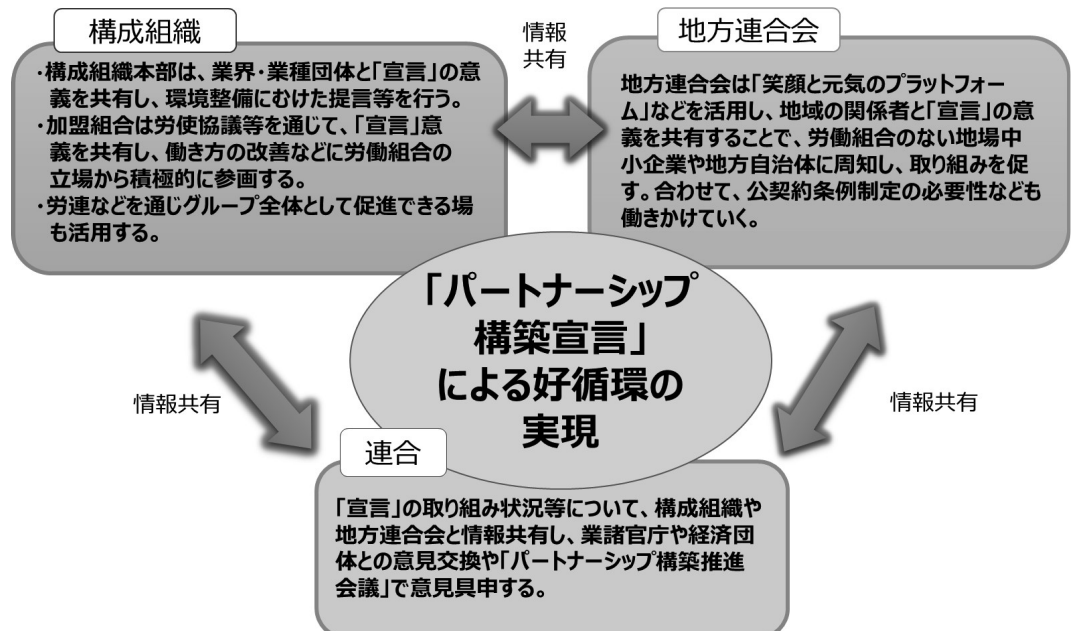 構成組織
・構成組織本部は、業界・業種団体と「宣言」の意
義を共有し、環境整備にむけた提言等を行う。
・加盟組合は労使協議等を通じて、「宣言」意
義を共有し、働き方の改善などに労働組合の
立場から積極的に参画する。
・労連などを通じグループ全体として促進できる場
も活用する。
情報
共有
地方連合会
地方連合会は「笑顔と元気のプラットフォー
ム」などを活用し、地域の関係者と「宣言」の意
義を共有することで、労働組合のない地場中
小企業や地方自治体に周知し、取り組みを促
す。合わせて、公契約条例制定の必要性なども
働きかけていく。
「パートナーシップ
構築宣言」
による好循環の
実現
情報共有
情報共有
連合
「宣言」の取り組み状況等について、構成組織や
地方連合会と情報共有し、業諸官庁や経済団
体との意見交換や「パートナーシップ構築推進
会議」で意見具申する。